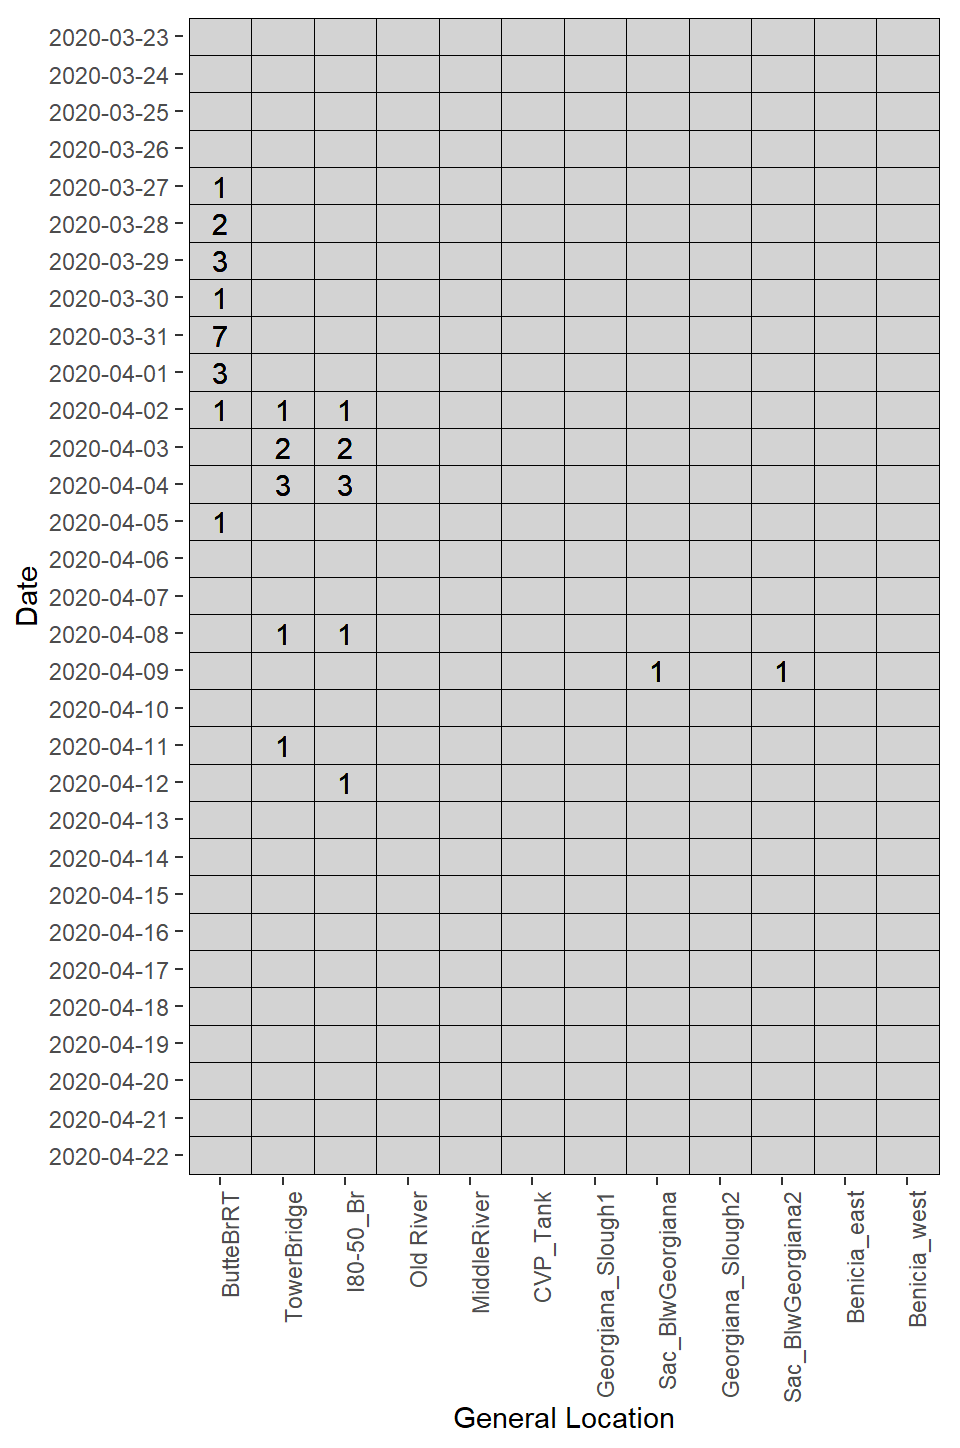 2020-03-23
2020-03-24
2020-03-25
2020-03-26
2020-03-27 1
2020-03-28 2
2020-03-29 3
2020-03-30 1
2020-03-31 7
2020-04-01 3
2020-04-02 1 1 1
2020-04-03 2 2
2020-04-04 3 3
2020-04-05 1
2020-04-06
2020-04-07
2020-04-08 1 1
2020-04-09 1 1
2020-04-10
2020-04-11 1
2020-04-12 1
2020-04-13
2020-04-14
2020-04-15
2020-04-16
2020-04-17
2020-04-18
2020-04-19
2020-04-20
2020-04-21
2020-04-22
Date
ButteBrRT
TowerBridge
I80-50_Br
Old River
MiddleRiver
CVP_Tank
Georgiana_Slough1
Sac_BlwGeorgiana
Georgiana_Slough2
Sac_BlwGeorgiana2
Benicia_east
Benicia_west
General Location